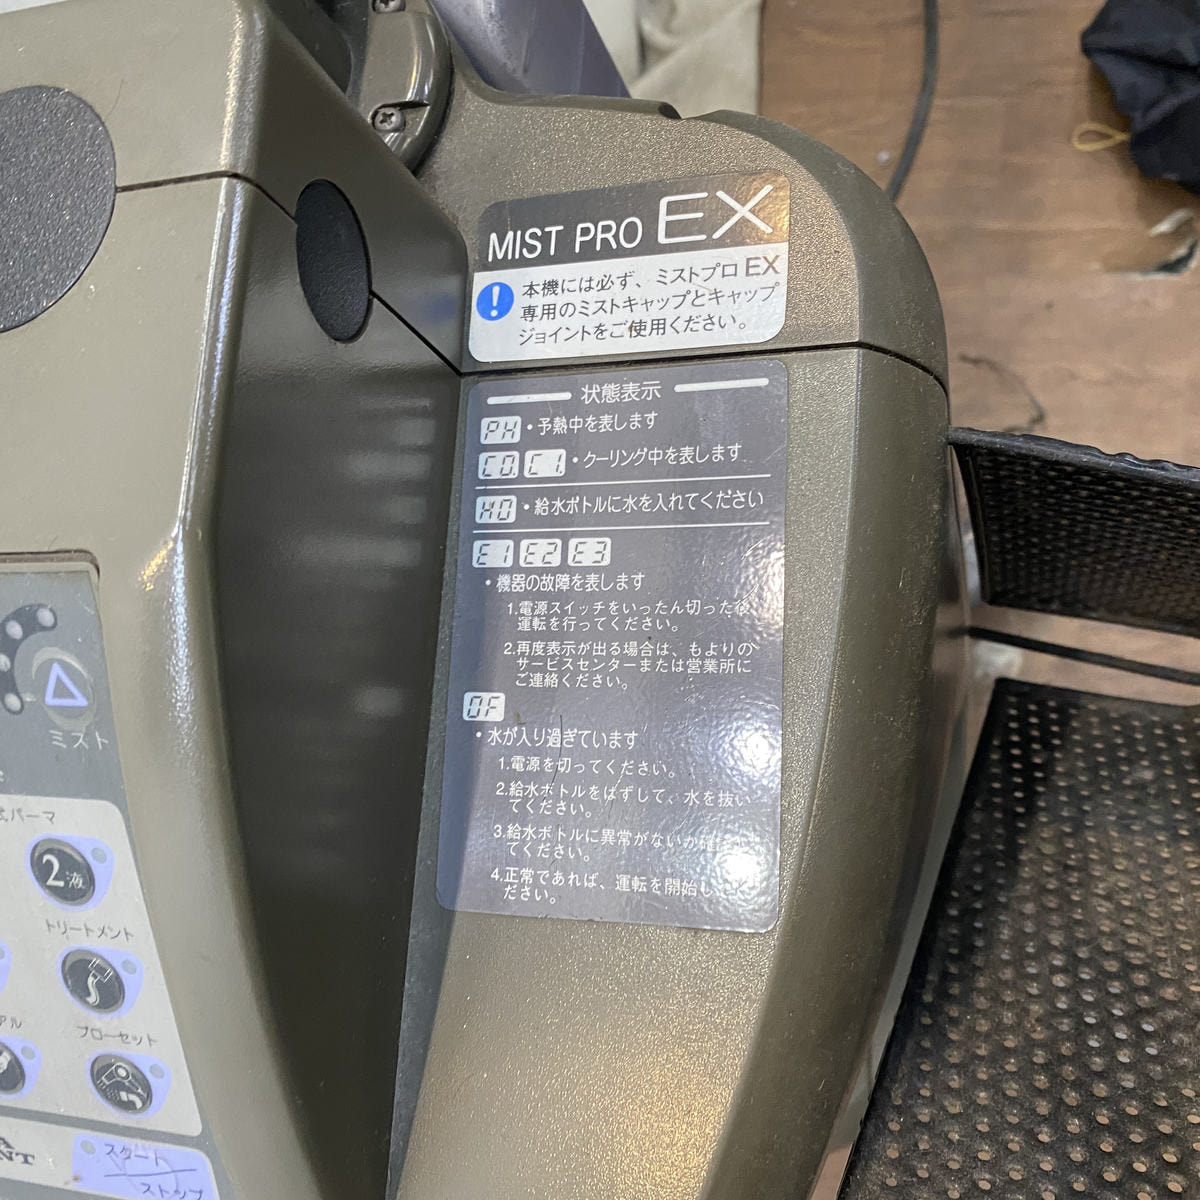 MIST PRO EX
本機には必ず、ミストプロEX
専用のミストキャップとキャップ
ジョイントをご使用ください。
状態表示
PH・予熱中を表します
C0.C1・クーリング中を表します
H0・給水ボトルに水を入れてください
E1 E2 E3
・機器の故障を表します
1.電源スイッチをいったん切った後
運転を行ってください。
2.再度表示が出る場合は、もよりの
サービスセンターまたは営業所に
ご連絡ください。
OF
・水が入り過ぎています
1.電源を切ってください。
2.給水ボトルをはずして、水を抜い
てください。
3.給水ボトルに異常がないか確
てください。
4.正常であれば、運転を開始し
ださい。
ミスト
パーマ
2液
トリートメント
アル
ブローセット
NT
スタート
ストップ